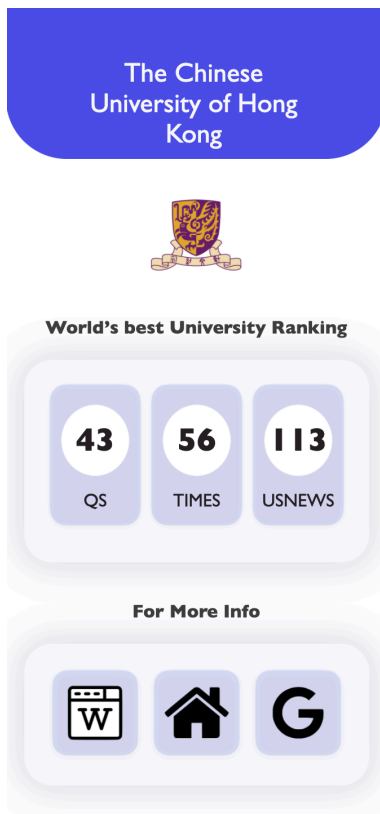 The Chinese
University of Hong
Kong
World's best University Ranking
43
56
113
QS
TIMES
USNEWS
For More Info
W
G